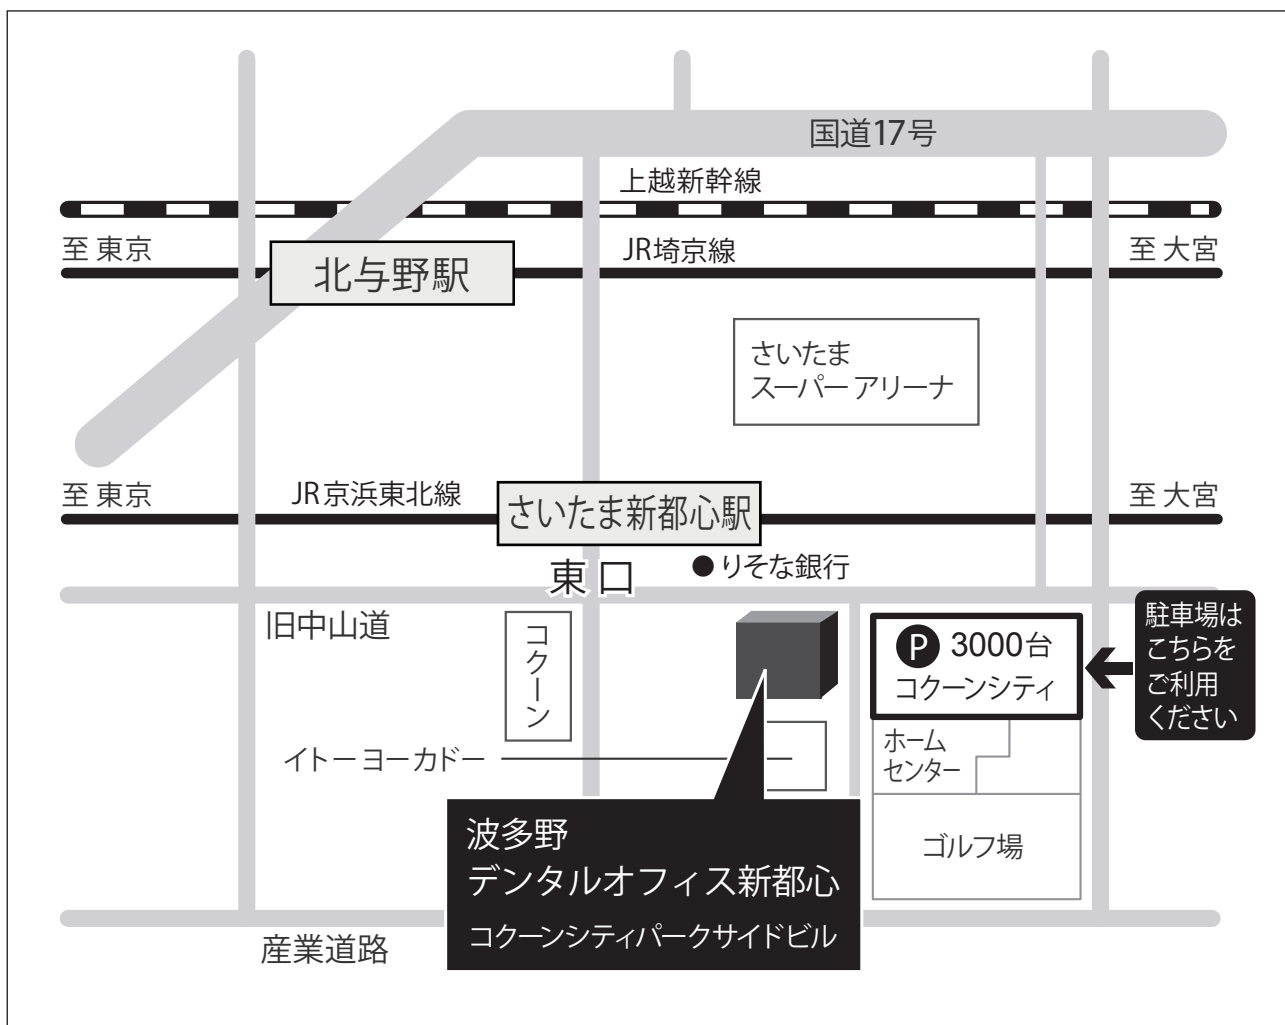 国道17号
上越新幹線
至 東京
JR埼京線
至 大宮
北与野駅
さいたま
スーパーアリーナ
至 東京
JR京浜東北線
さいたま新都心駅
至 大宮
東口
りそな銀行
旧中山道
コクーン
P 3000台
コクーンシティ
駐車場は
こちらを
ご利用
ください
ホーム
センター
イトーヨーカドー
ゴルフ場
波多野
デンタルオフィス新都心
コクーンシティパークサイドビル
産業道路